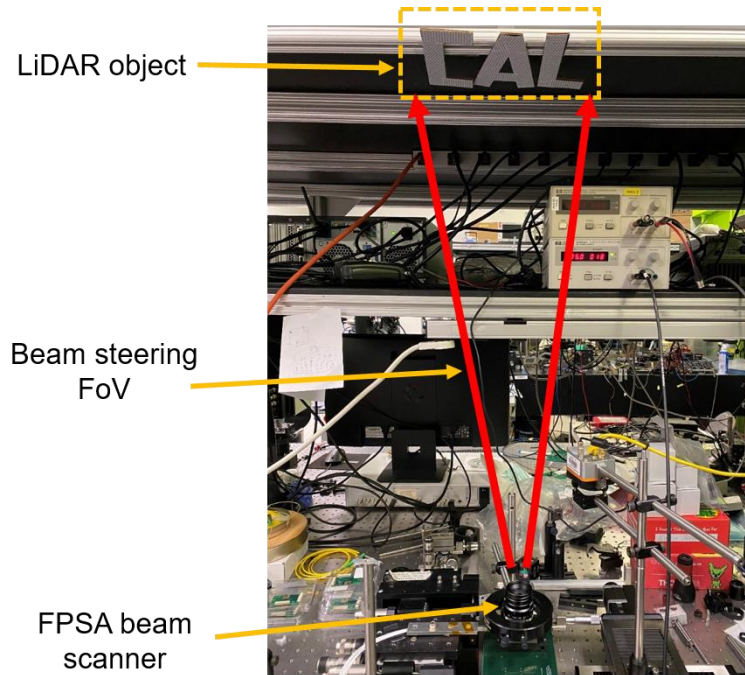 LiDAR object
CAL
Beam steering
FoV
FPSA beam
scanner